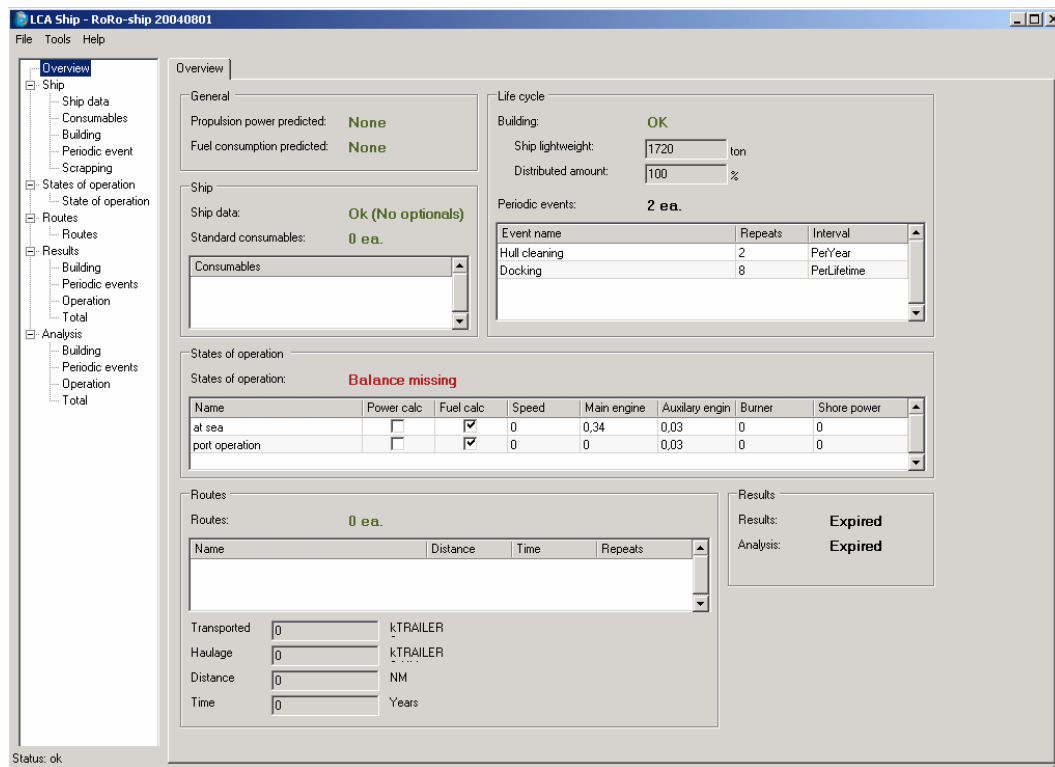 LCA Ship - RoRo-ship 20040801
File Tools Help
Overview
Ship
Ship data
Consumables
Building
Periodic event
Scrapping
States of operation
State of operation
Routes
Routes
Results
Building
Periodic events
Operation
Total
Analysis
Building
Periodic events
Operation
Total
Overview
General
Propulsion power predicted: None
Fuel consumption predicted: None
Ship
Ship data: Ok (No optionals)
Standard consumables: 0 ea.
Consumables
Life cycle
Building: OK
Ship lightweight: 1720 ton
Distributed amount: 100 %
Periodic events: 2 ea.
Event name Repeats Interval
Hull cleaning 2 PerYear
Docking 8 PerLifetime
States of operation
States of operation: Balance missing
Name Power calc Fuel calc Speed Main engine Auxilary engin Burner Shore power
at sea 0 0,34 0,03 0 0
port operation 0 0 0,03 0 0
Routes
Routes: 0 ea.
Name Distance Time Repeats
Transported 0 kTRAILER
Haulage 0 kTRAILER
Distance 0 NM
Time 0 Years
Results
Results: Expired
Analysis: Expired
Status: ok